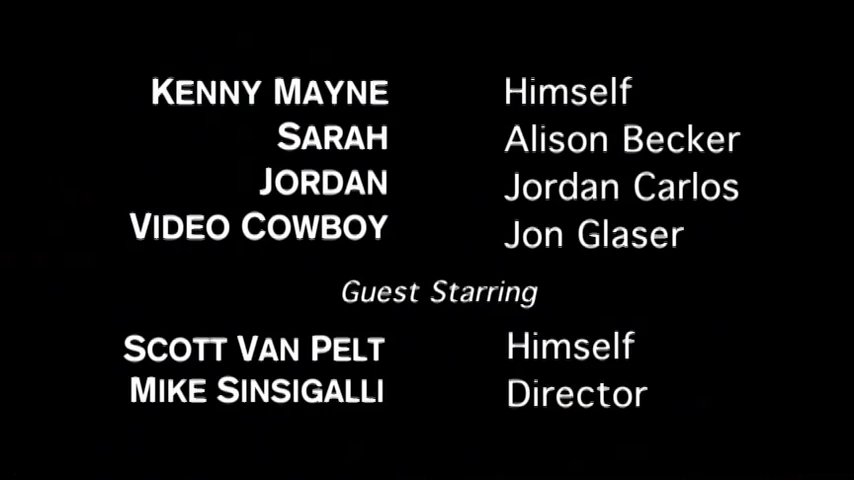 KENNY MAYNE Himself
SARAH Alison Becker
JORDAN Jordan Carlos
VIDEO COWBOY Jon Glaser
Guest Starring
SCOTT VAN PELT Himself
MIKE SINSIGALLI Director